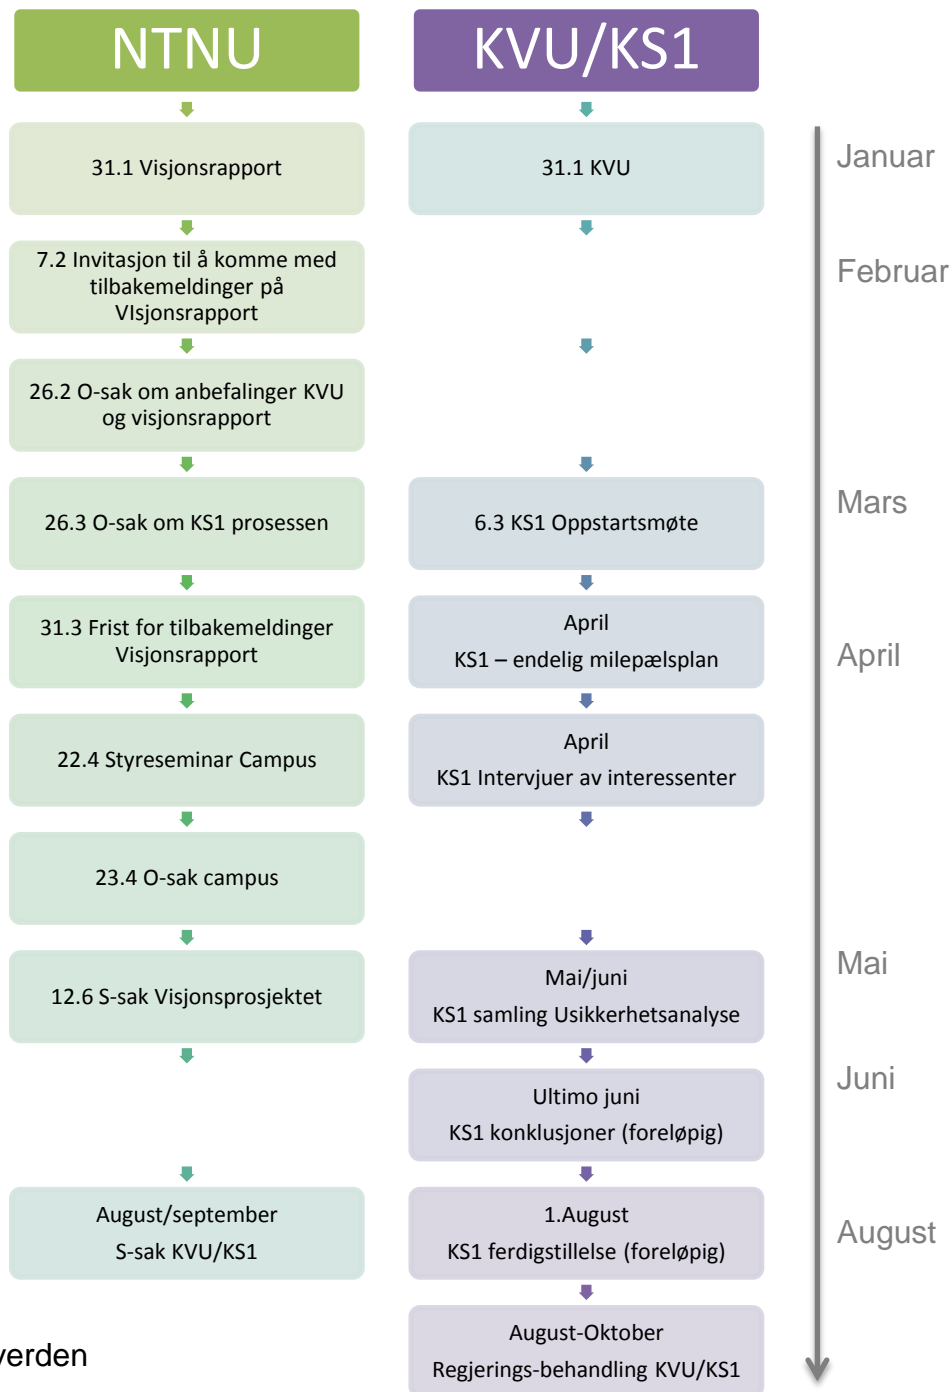 NTNU
31.1 Visjonsrapport
7.2 Invitasjon til å komme med
tilbakemeldinger på
VIsjonsrapport
26.2 O-sak om anbefalinger KVU
og visjonsrapport
26.3 O-sak om KS1 prosessen
31.3 Frist for tilbakemeldinger
Visjonsrapport
22.4 Styreseminar Campus
23.4 O-sak campus
12.6 S-sak Visjonsprosjektet
August/september
S-sak KVU/KS1
KVU/KS1
31.1 KVU
6.3 KS1 Oppstartsmøte
April
KS1 – endelig milepælsplan
April
KS1 Intervjuer av interessenter
Mai/juni
KS1 samling Usikkerhetsanalyse
Ultimo juni
KS1 konklusjoner (foreløpig)
1.August
KS1 ferdigstillelse (foreløpig)
August-Oktober
Regjerings-behandling KVU/KS1
Januar
Februar
Mars
April
Mai
Juni
August
verden